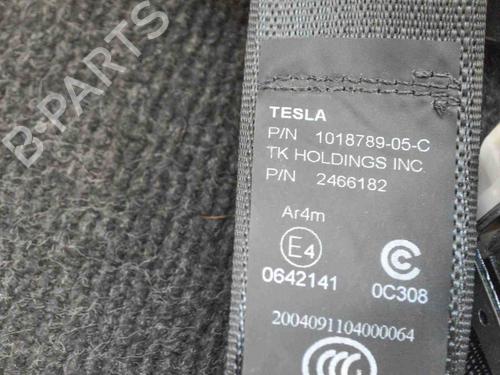 B-PARTS
TESLA
P/N 1018789-05-C
TK HOLDINGS INC.
P/N 2466182
Ar4m
E4
0642141
0C308
2004091104000064